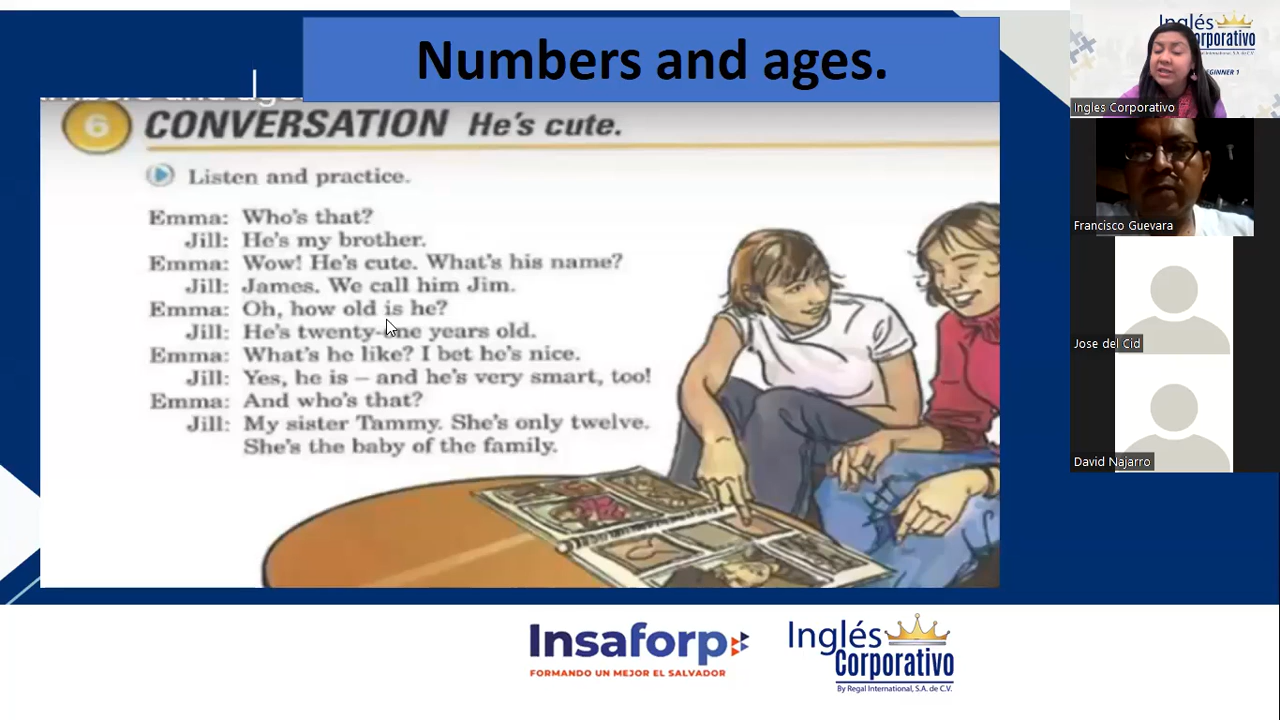 Numbers and ages.
6 CONVERSATION He's cute.
Listen and practice.
Emma: Who's that?
Jill: He's my brother.
Emma: Wow! He's cute. What's his name?
Jill: James. We call him Jim.
Emma: Oh, how old is he?
Jill: He's twenty-one years old.
Emma: What's he like? I bet he's nice.
Jill: Yes, he is – and he's very smart, too!
Emma: And who's that?
Jill: My sister Tammy. She's only twelve.
She's the baby of the family.
Insaforp
FORMANDO UN MEJOR EL SALVADOR
Inglés
Corporativo
By Regal International, S.A. de C.V.
Inglés
Corporativo
Ingles Corporativo
Francisco Guevara
Jose del Cid
David Najarro